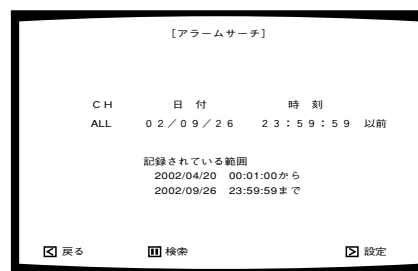 [アラームサーチ]
CH 日 付 時 刻
ALL 02/09/26 23:59:59 以前
記録されている範囲
2002/04/20 00:01:00から
2002/09/26 23:59:59まで
戻る 検索 設定